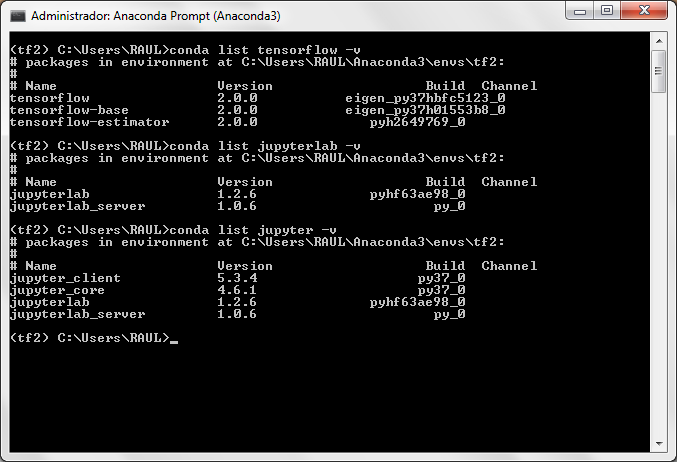 Administrador: Anaconda Prompt (Anaconda3)
(tf2) C:\Users\RAUL>conda list tensorflow -v
# packages in environment at C:\Users\RAUL\Anaconda3\envs\tf2:
#
# Name                    Version                   Build  Channel
tensorflow                2.0.0           eigen_py37hbfc5123_0
tensorflow-base           2.0.0           eigen_py37h01553b8_0
tensorflow-estimator      2.0.0              pyh2649769_0
(tf2) C:\Users\RAUL>conda list jupyterlab -v
# packages in environment at C:\Users\RAUL\Anaconda3\envs\tf2:
#
# Name                    Version                   Build  Channel
jupyterlab                1.2.6              pyhf63ae98_0
jupyterlab_server         1.0.6                      py_0
(tf2) C:\Users\RAUL>conda list jupyter -v
# packages in environment at C:\Users\RAUL\Anaconda3\envs\tf2:
#
# Name                    Version                   Build  Channel
jupyter_client            5.3.4                    py37_0
jupyter_core              4.6.1                    py37_0
jupyterlab                1.2.6              pyhf63ae98_0
jupyterlab_server         1.0.6                      py_0
(tf2) C:\Users\RAUL>_